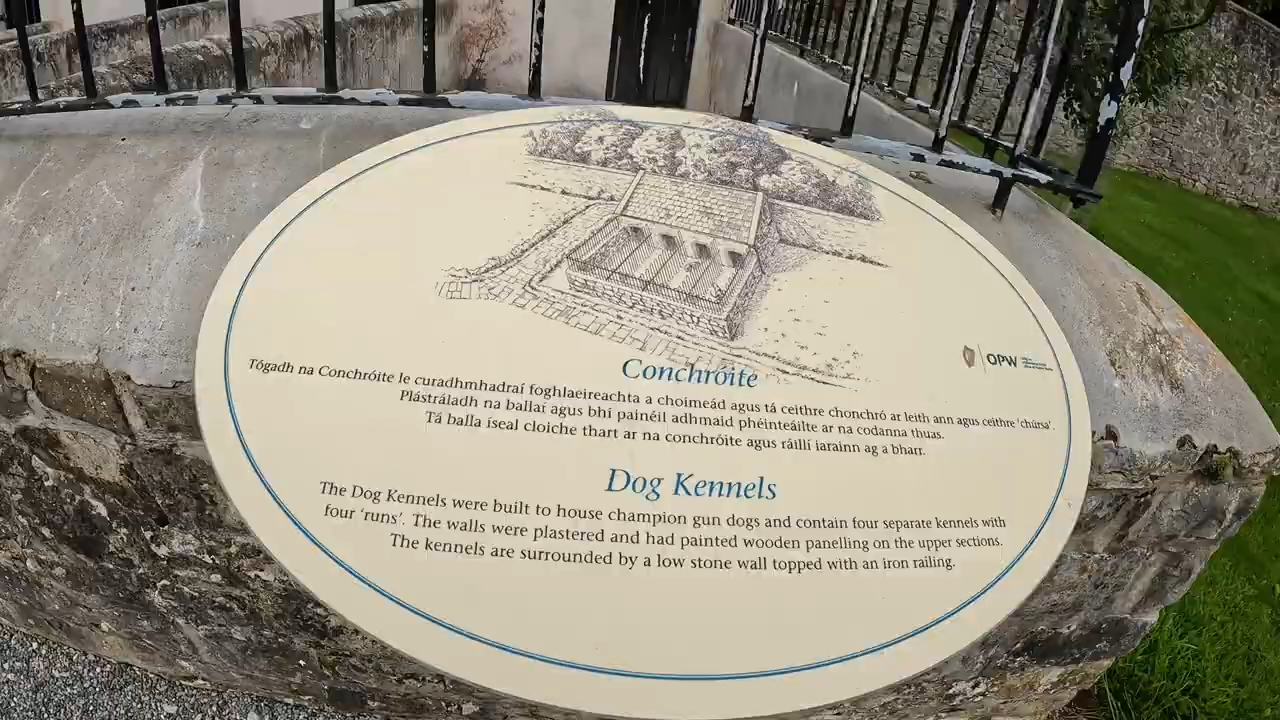 Conchróite
OPW
Tógadh na Conchróite le curadhmhadraí foghlaeireachta a choimeád agus tá ceithre chonchró ar leith ann agus ceithre 'chúrsa'.
Plástráladh na ballaí agus bhí painéil adhmaid phéinteáilte ar na codanna thuas.
Tá balla íseal cloiche thart ar na conchróite agus ráillí iarainn ag a bharr.
Dog Kennels
The Dog Kennels were built to house champion gun dogs and contain four separate kennels with
four 'runs'. The walls were plastered and had painted wooden panelling on the upper sections.
The kennels are surrounded by a low stone wall topped with an iron railing.